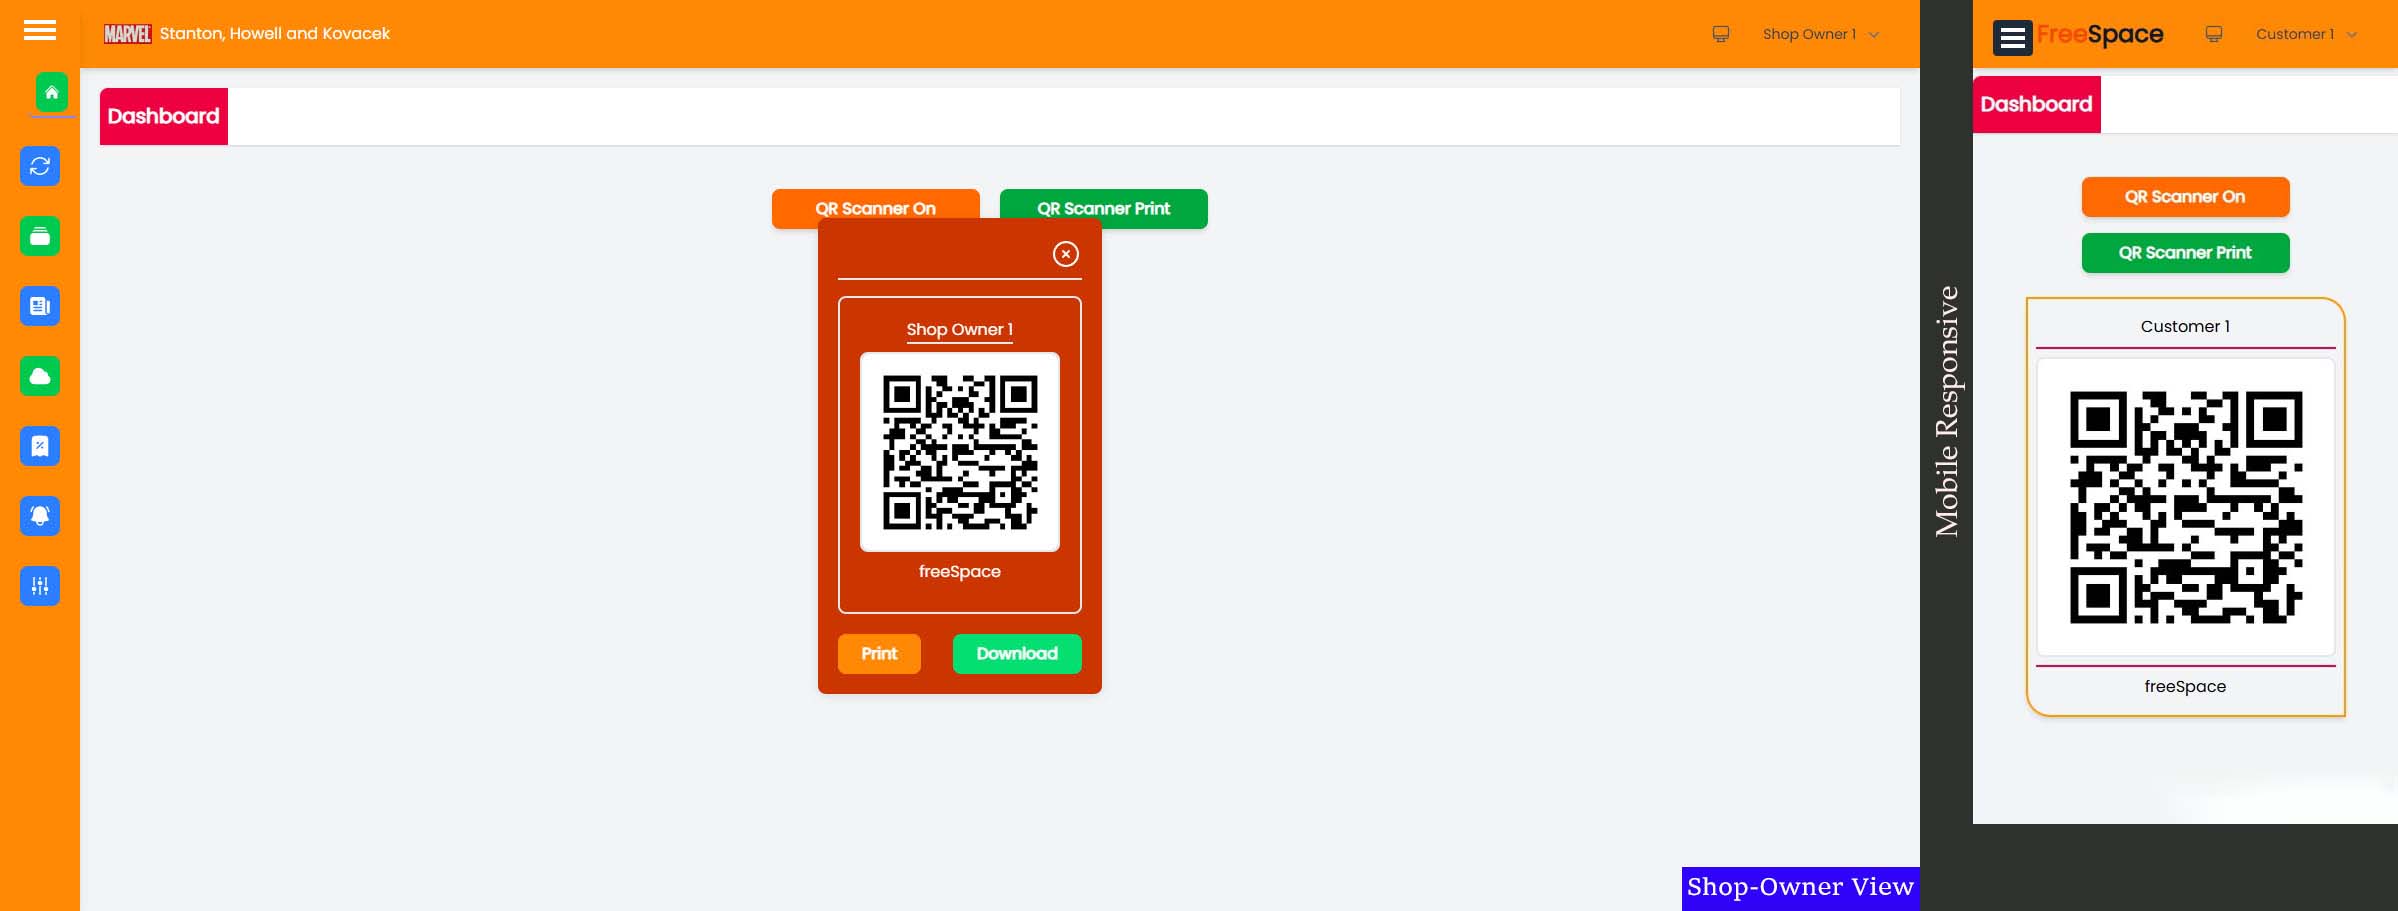 MARVEL Stanton, Howell and Kovacek
Shop Owner 1
Dashboard
QR Scanner On
QR Scanner Print
Shop Owner 1
freeSpace
Print
Download
Shop-Owner View
Mobile Responsive
FreeSpace
Customer 1
Dashboard
QR Scanner On
QR Scanner Print
Customer 1
freeSpace